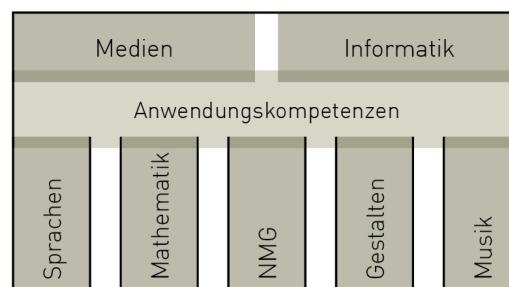 Medien
Informatik
Anwendungskompetenzen
Sprachen
Mathematik
NMG
Gestalten
Musik